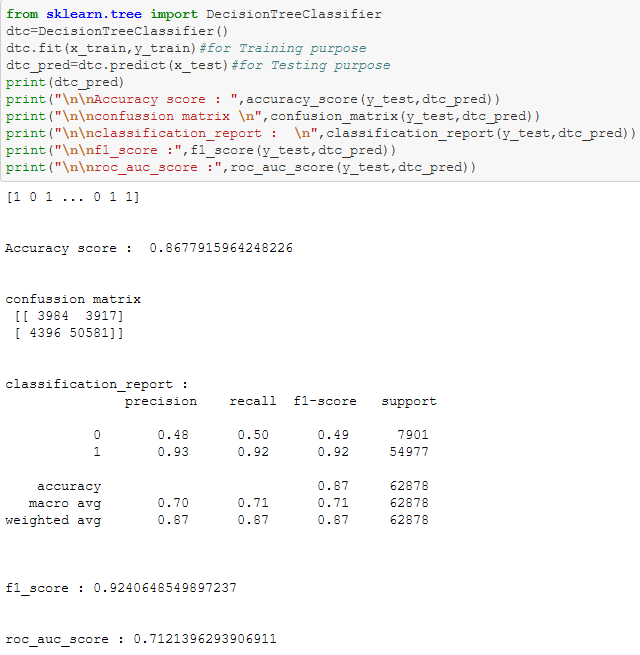 from sklearn.tree import DecisionTreeClassifier
dtc=DecisionTreeClassifier()
dtc.fit(x_train,y_train)#for Training purpose
dtc_pred=dtc.predict(x_test)#for Testing purpose
print(dtc_pred)
print("\n\nAccuracy score : ",accuracy_score(y_test,dtc_pred))
print("\n\nconfussion matrix \n",confusion_matrix(y_test,dtc_pred))
print("\n\nclassification_report :  \n",classification_report(y_test,dtc_pred))
print("\n\nf1_score :",f1_score(y_test,dtc_pred))
print("\n\nroc_auc_score :",roc_auc_score(y_test,dtc_pred))
[1 0 1 ... 0 1 1]
Accuracy score :  0.8677915964248226
confussion matrix
[[ 3984  3917]
[ 4396 50581]]
classification_report :
precision    recall  f1-score   support
0       0.48      0.50      0.49      7901
1       0.93      0.92      0.92     54977
accuracy                           0.87     62878
macro avg       0.70      0.71      0.71     62878
weighted avg       0.87      0.87      0.87     62878
f1_score : 0.9240648549897237
roc_auc_score : 0.7121396293906911